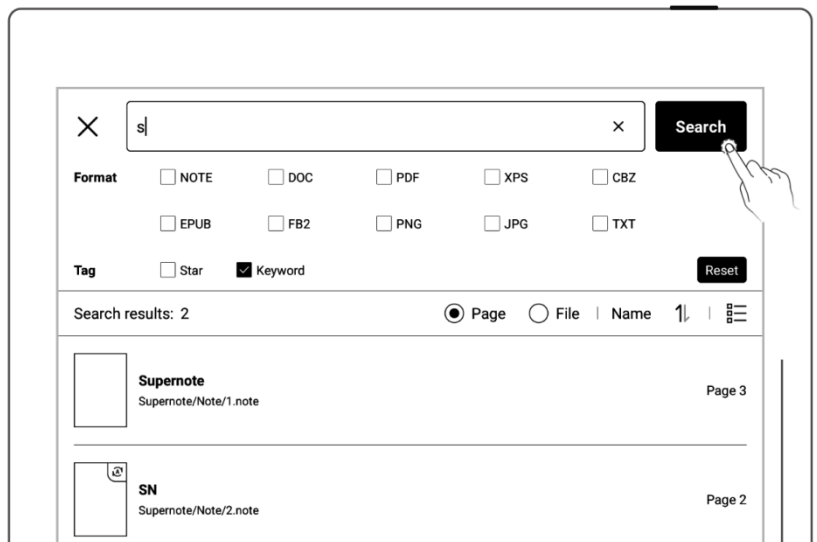 s
Search
Format NOTE DOC PDF XPS CBZ
EPUB FB2 PNG JPG TXT
Tag Star Keyword Reset
Search results: 2 Page File | Name |
Supernote
Supernote/Note/1.note
Page 3
SN
Supernote/Note/2.note
Page 2